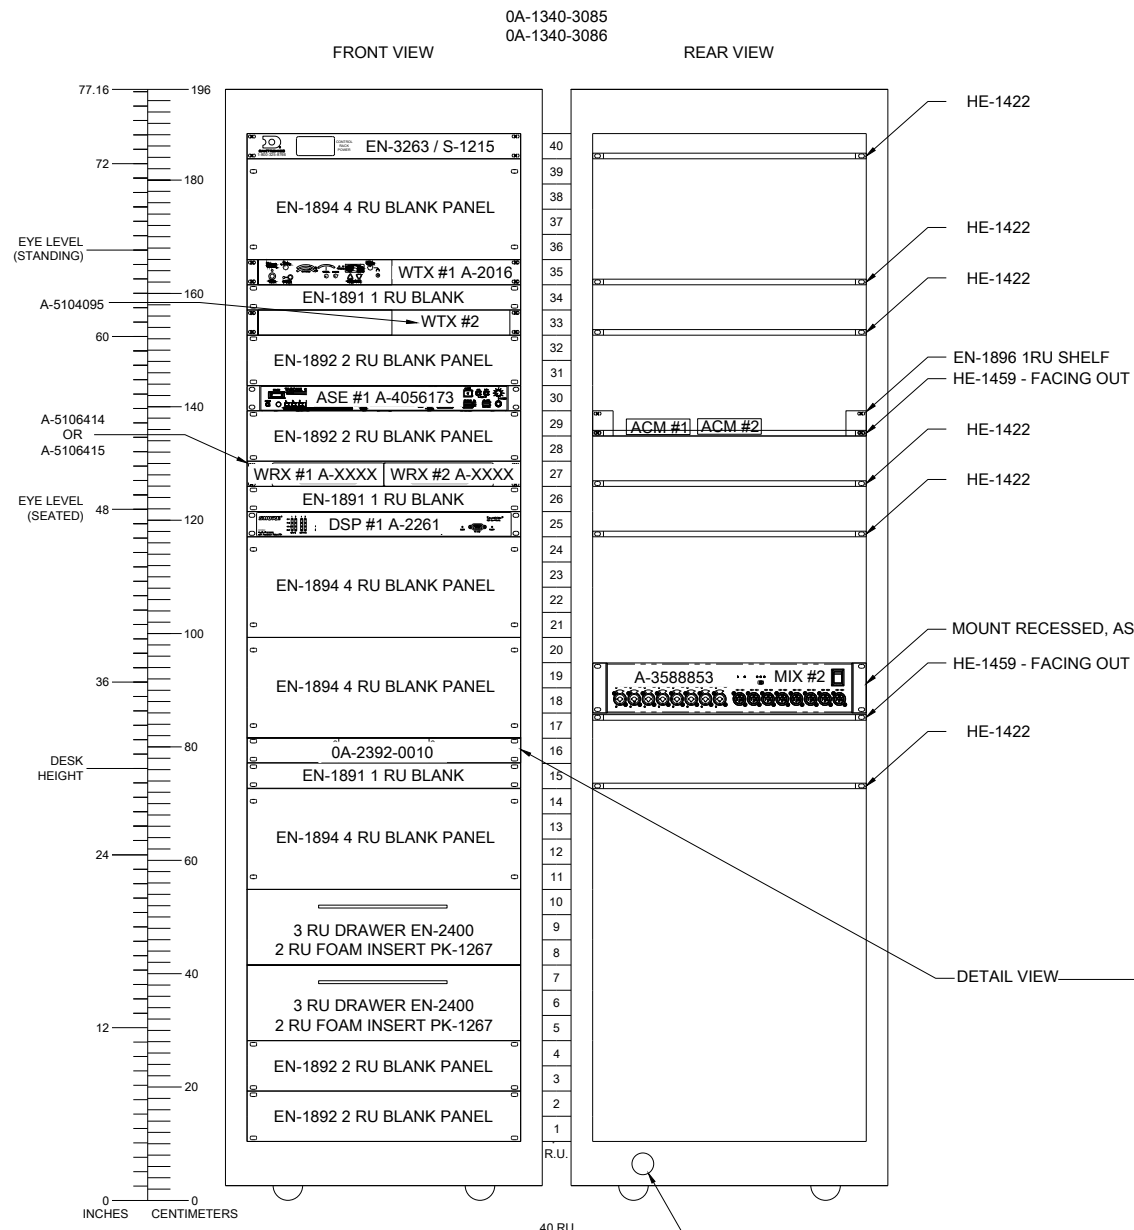 0A-1340-3085
0A-1340-3086
FRONT VIEW
REAR VIEW
77.16
196
HE-1422
EN-3263 / S-1215
CONTROL
RACK
POWER
40
72
39
180
38
EN-1894 4 RU BLANK PANEL
37
HE-1422
EYE LEVEL
(STANDING)
36
WTX #1 A-2016
35
HE-1422
160
EN-1891 1 RU BLANK
34
A-5104095
WTX #2
33
60
32
EN-1892 2 RU BLANK PANEL
EN-1896 1RU SHELF
31
HE-1459 - FACING OUT
ASE #1 A-4056173
30
140
A-5106414
OR
A-5106415
29
ACM #1
ACM #2
HE-1422
EN-1892 2 RU BLANK PANEL
28
WRX #1 A-XXXX
WRX #2 A-XXXX
27
HE-1422
EYE LEVEL
(SEATED)
48
EN-1891 1 RU BLANK
26
120
DSP #1 A-2261
25
24
EN-1894 4 RU BLANK PANEL
23
22
21
100
MOUNT RECESSED, AS
20
HE-1459 - FACING OUT
36
19
A-3588853
MIX #2
EN-1894 4 RU BLANK PANEL
18
17
HE-1422
80
0A-2392-0010
16
DESK
HEIGHT
EN-1891 1 RU BLANK
15
14
13
EN-1894 4 RU BLANK PANEL
24
12
60
11
10
3 RU DRAWER EN-2400
9
2 RU FOAM INSERT PK-1267
8
40
7
DETAIL VIEW
3 RU DRAWER EN-2400
6
2 RU FOAM INSERT PK-1267
5
12
4
EN-1892 2 RU BLANK PANEL
3
20
2
EN-1892 2 RU BLANK PANEL
1
R.U.
0
0
INCHES
CENTIMETERS
40 RU